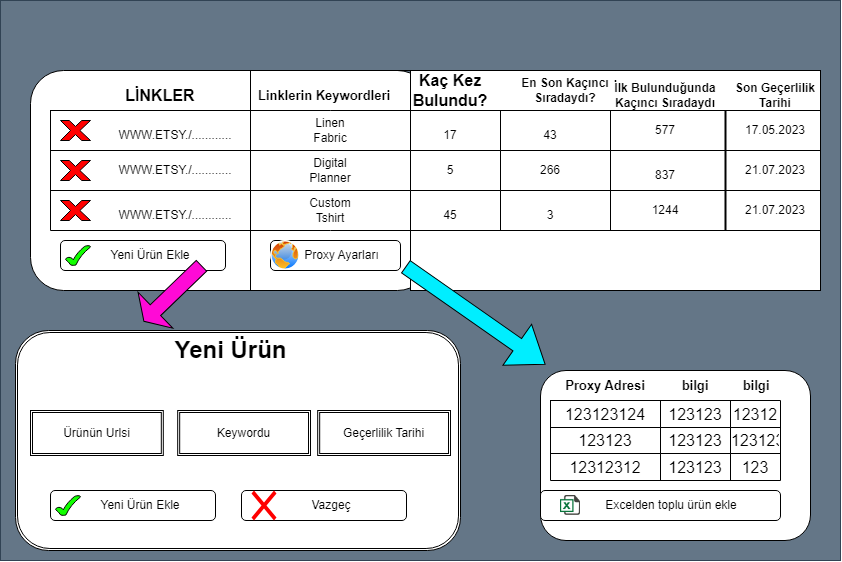 LİNKLER
Linklerin Keywordleri
Kaç Kez
Bulundu?
En Son Kaçıncı
Sıradaydı?
İlk Bulunduğunda
Kaçıncı Sıradaydı
Son Geçerlilik
Tarihi
WWW.ETSY./............
Linen
Fabric
17
43
577
17.05.2023
WWW.ETSY./............
Digital
Planner
5
266
837
21.07.2023
WWW.ETSY./............
Custom
Tshirt
45
3
1244
21.07.2023
Yeni Ürün Ekle
Proxy Ayarları
Yeni Ürün
Ürünün Urlsi
Keywordu
Geçerlilik Tarihi
Yeni Ürün Ekle
Vazgeç
Proxy Adresi
bilgi
bilgi
123123124
123123
12312
123123
123123
123123
12312312
123123
123
Excelden toplu ürün ekle